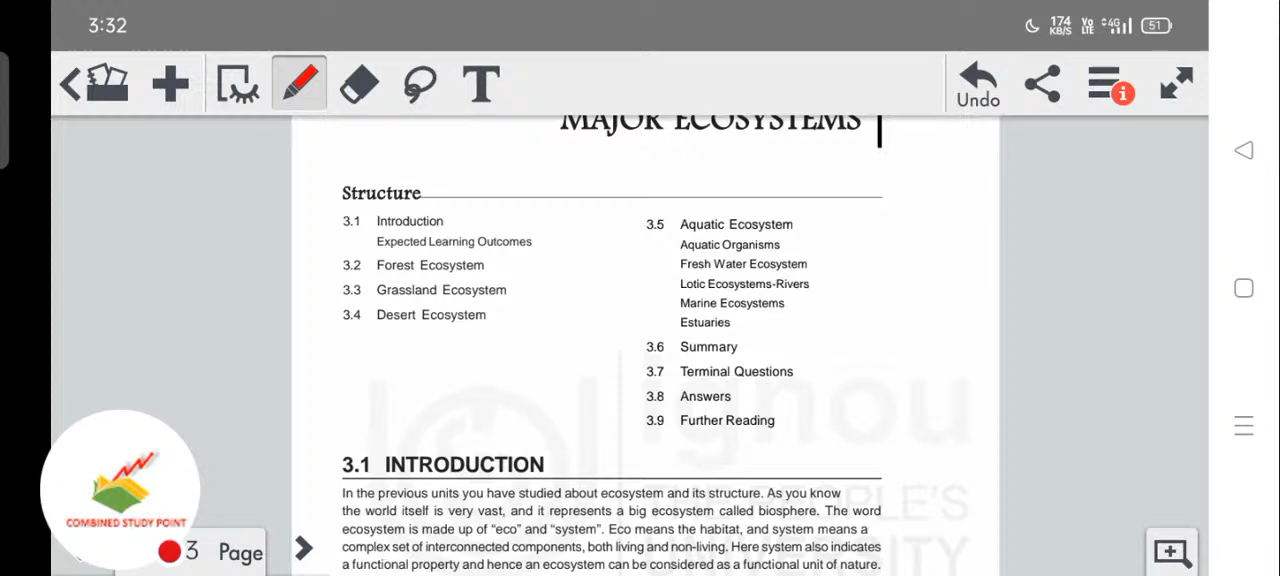 3:32
174 KB/S Vo LTE 4G 51
T
Undo
MAJOR ECOSYSTEMS
Structure
3.1 Introduction
Expected Learning Outcomes
3.2 Forest Ecosystem
3.3 Grassland Ecosystem
3.4 Desert Ecosystem
3.5 Aquatic Ecosystem
Aquatic Organisms
Fresh Water Ecosystem
Lotic Ecosystems-Rivers
Marine Ecosystems
Estuaries
3.6 Summary
3.7 Terminal Questions
3.8 Answers
3.9 Further Reading
ignou
THE PEOPLE'S
UNIVERSITY
3.1 INTRODUCTION
In the previous units you have studied about ecosystem and its structure. As you know
the world itself is very vast, and it represents a big ecosystem called biosphere. The word
ecosystem is made up of “eco” and “system”. Eco means the habitat, and system means a
complex set of interconnected components, both living and non-living. Here system also indicates
a functional property and hence an ecosystem can be considered as a functional unit of nature.
COMBINED STUDY POINT
3 Page